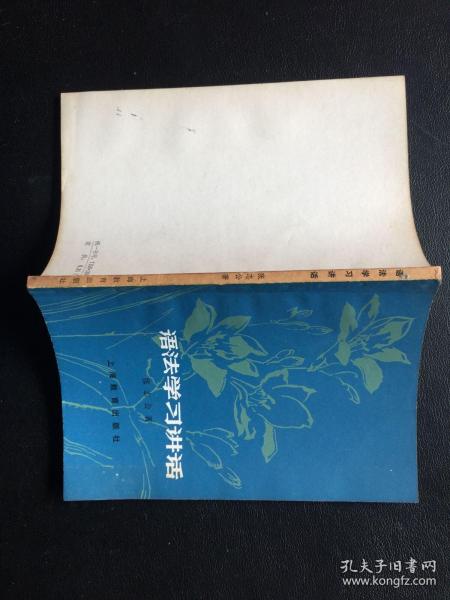 语法学习讲话
张志公著
上海教育出版社
语法学习讲话 张志公著 上海教育出版社
孔夫子旧书网
www.kongfz.com